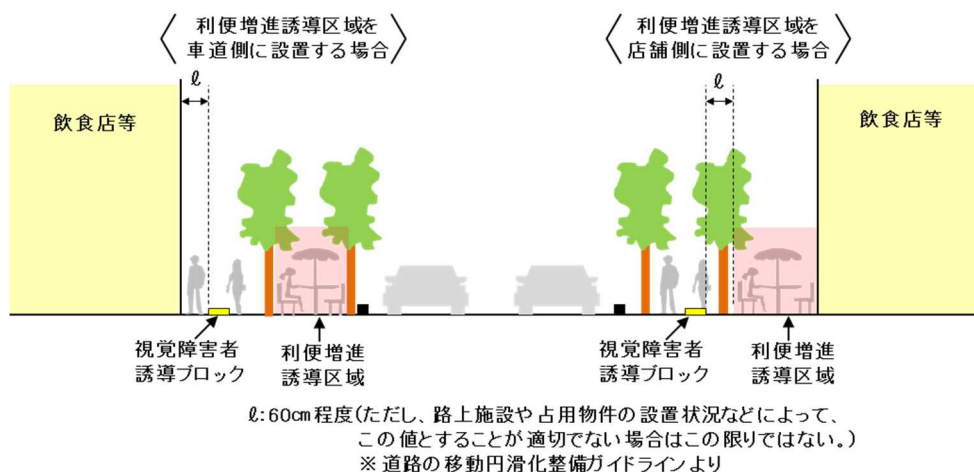 利便増進誘導区域を
車道側に設置する場合
利便増進誘導区域を
店舗側に設置する場合
ℓ
ℓ
飲食店等
飲食店等
視覚障害者
誘導ブロック
利便増進
誘導区域
視覚障害者
誘導ブロック
利便増進
誘導区域
ℓ:60cm程度(ただし、路上施設や占用物件の設置状況などによって、
この値とすることが適切でない場合はこの限りではない。)
※道路の移動円滑化整備ガイドラインより